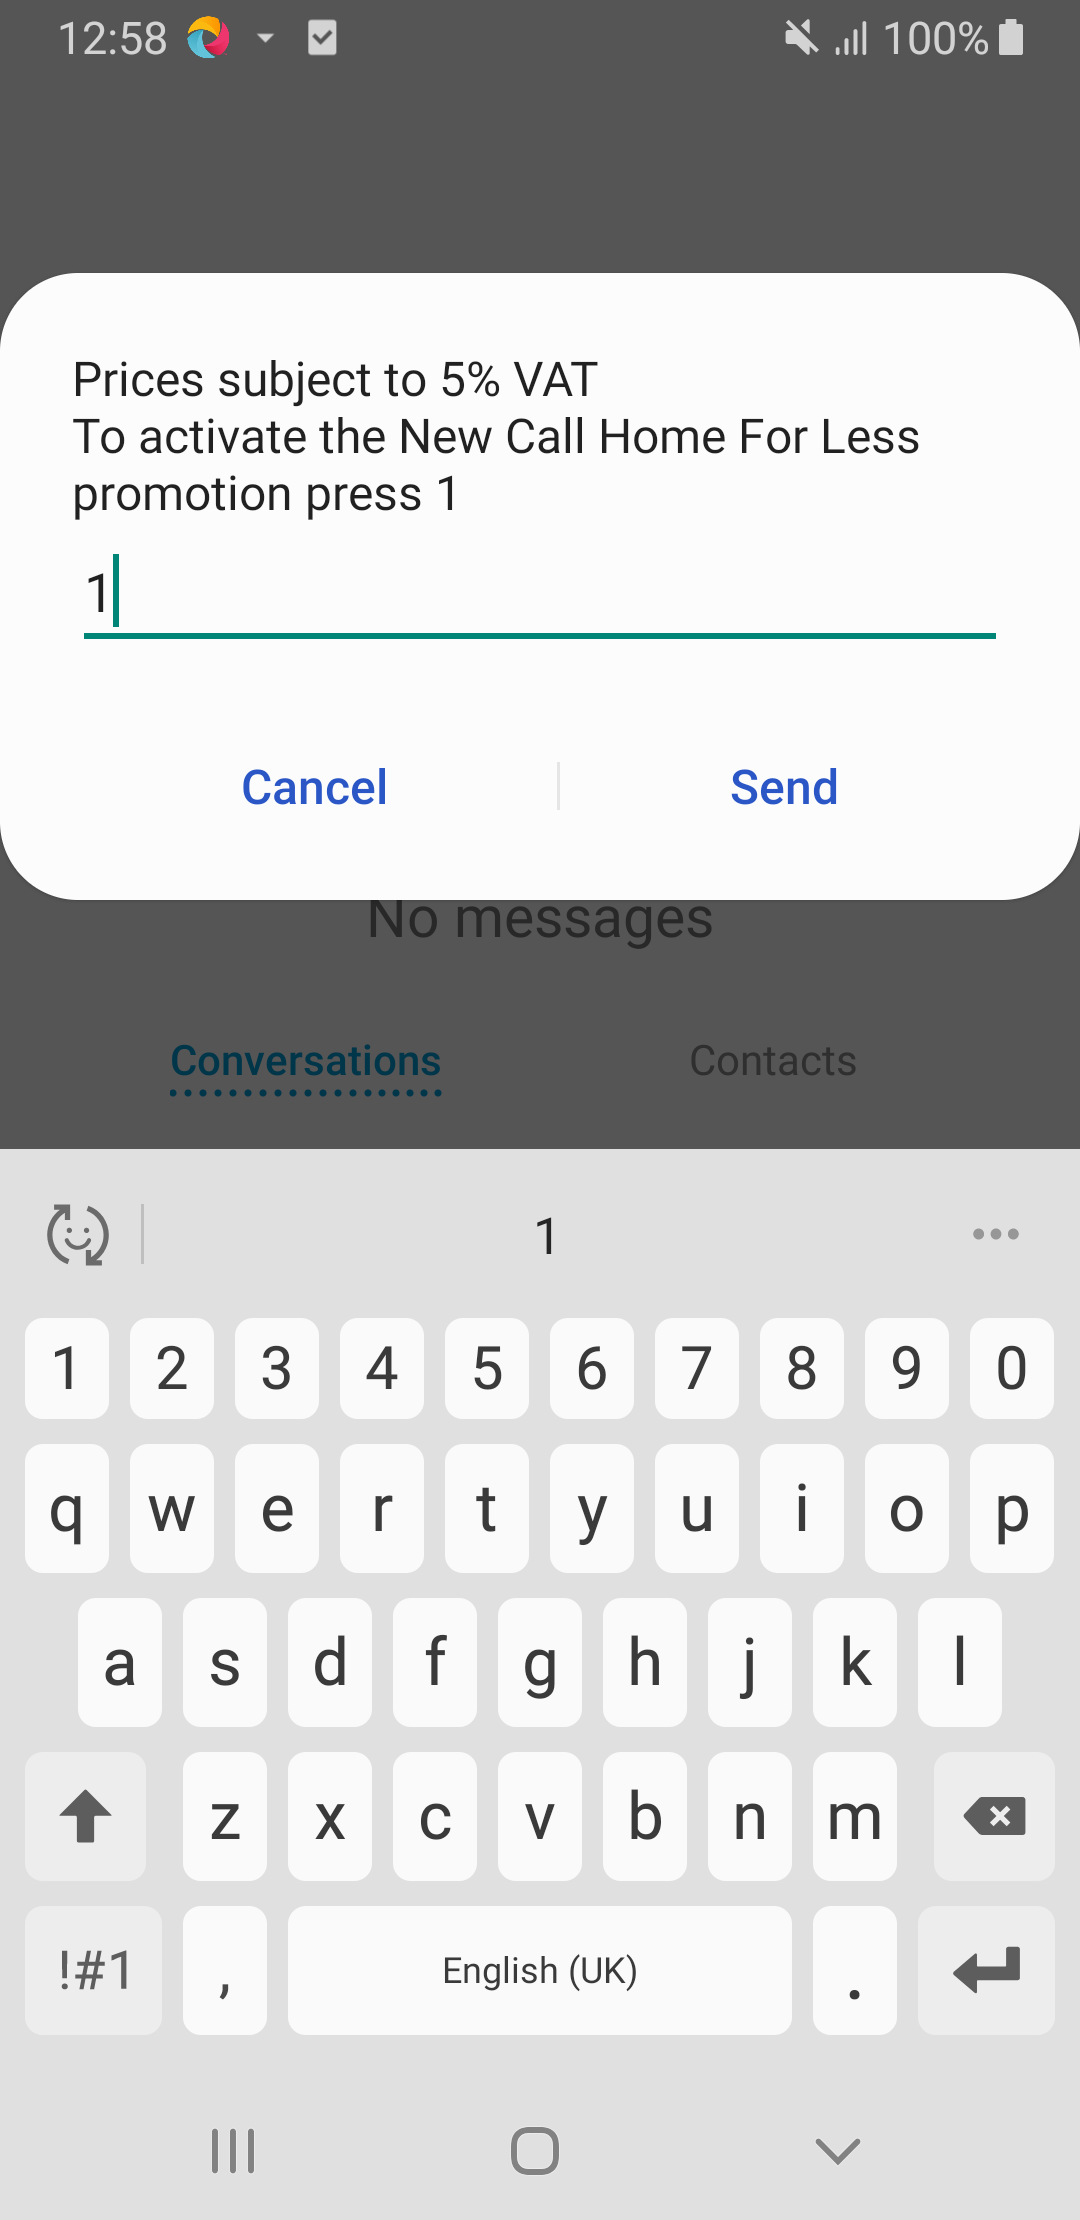 12:58
100%
Prices subject to 5% VAT
To activate the New Call Home For Less
promotion press 1
1
Cancel
Send
No messages
Conversations
Contacts
1
1 2 3 4 5 6 7 8 9 0
q w e r t y u i o p
a s d f g h j k l
z x c v b n m
!#1 , English (UK) .